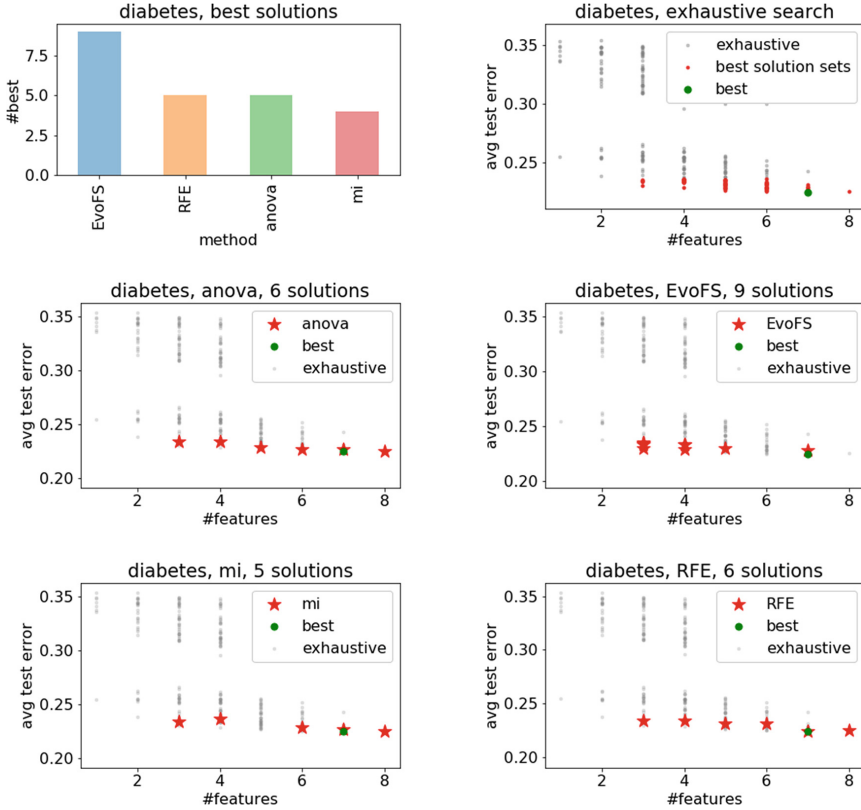 diabetes, best solutions
#best
7.5
5.0
2.5
0.0
EvoFS
RFE
anova
mi
method
diabetes, exhaustive search
avg test error
0.35
0.30
0.25
exhaustive
best solution sets
best
2 4 6 8
#features
diabetes, anova, 6 solutions
avg test error
0.35
0.30
0.25
0.20
anova
best
exhaustive
2 4 6 8
#features
diabetes, EvoFS, 9 solutions
avg test error
0.35
0.30
0.25
0.20
EvoFS
best
exhaustive
2 4 6 8
#features
diabetes, mi, 5 solutions
avg test error
0.35
0.30
0.25
0.20
mi
best
exhaustive
2 4 6 8
#features
diabetes, RFE, 6 solutions
avg test error
0.35
0.30
0.25
0.20
RFE
best
exhaustive
2 4 6 8
#features